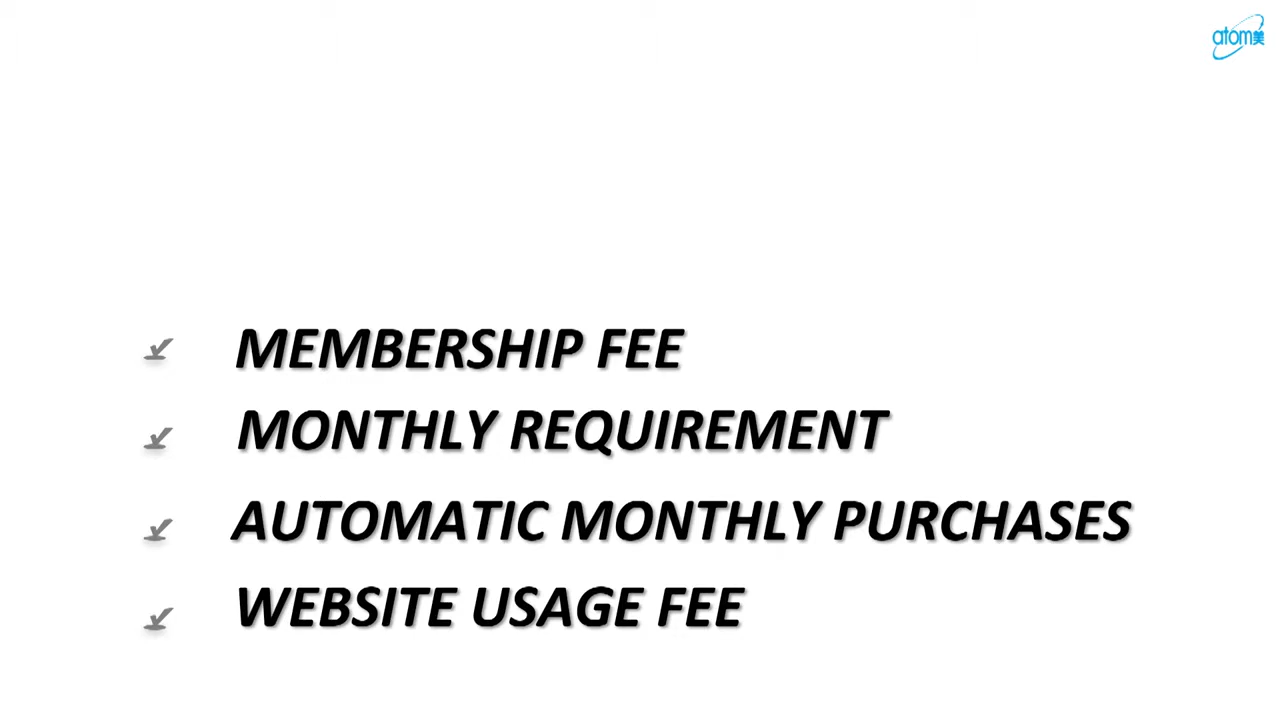 atom美
MEMBERSHIP FEE
MONTHLY REQUIREMENT
AUTOMATIC MONTHLY PURCHASES
WEBSITE USAGE FEE